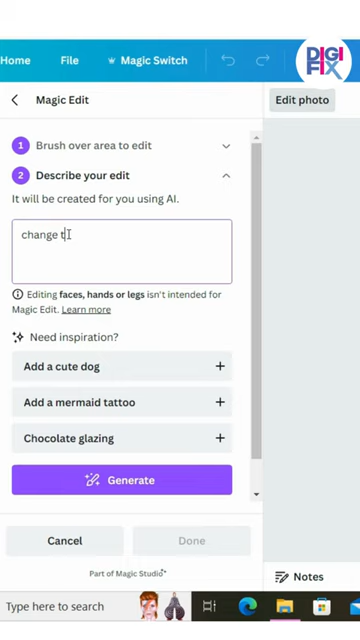 Home File Magic Switch
DIGI
FIX
Magic Edit
Edit photo
1 Brush over area to edit
2 Describe your edit
It will be created for you using AI.
change t
Editing faces, hands or legs isn't intended for
Magic Edit. Learn more
Need inspiration?
Add a cute dog +
Add a mermaid tattoo +
Chocolate glazing +
Generate
Cancel Done
Part of Magic Studio
Notes
Type here to search